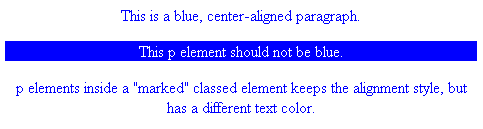 This is a blue, center-aligned paragraph.
This p element should not be blue.
p elements inside a "marked" classed element keeps the alignment style, but
has a different text color.